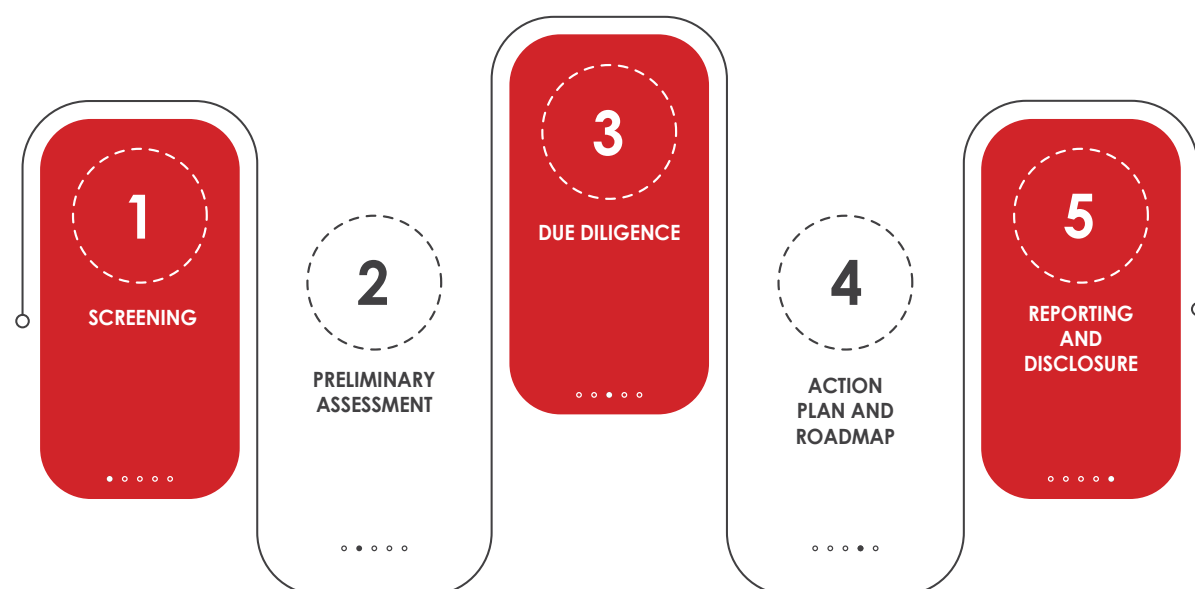 1
SCREENING
2
PRELIMINARY
ASSESSMENT
3
DUE DILIGENCE
4
ACTION
PLAN AND
ROADMAP
5
REPORTING
AND
DISCLOSURE